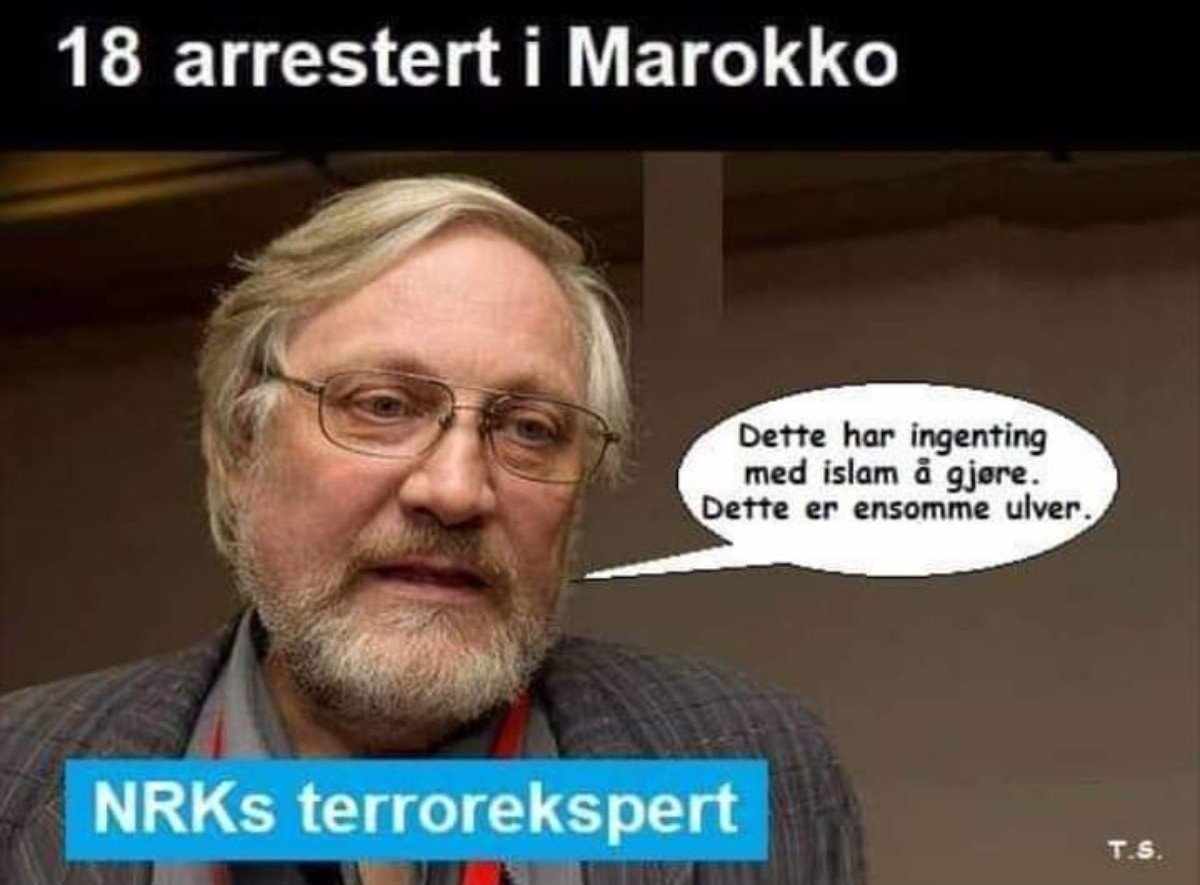 18 arrestert i Marokko
Dette har ingenting
med islam å gjøre.
Dette er ensomme ulver.
NRKs terrorekspert
T.S.